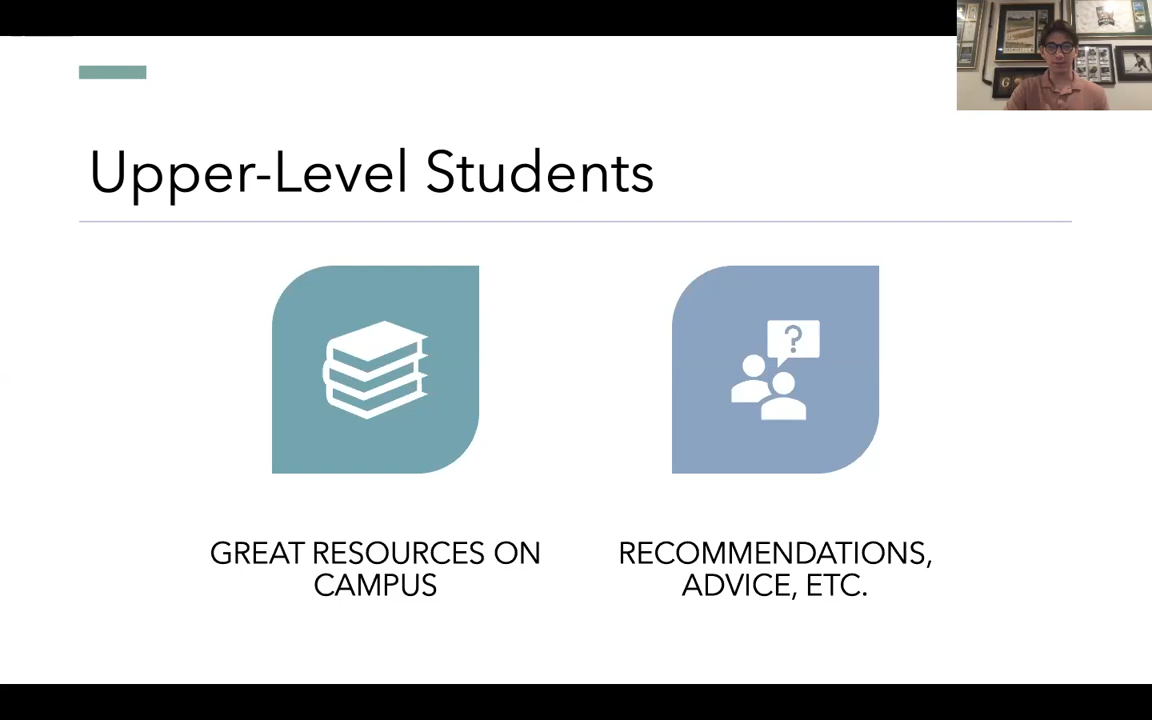 Upper-Level Students
?
GREAT RESOURCES ON
CAMPUS
RECOMMENDATIONS,
ADVICE, ETC.